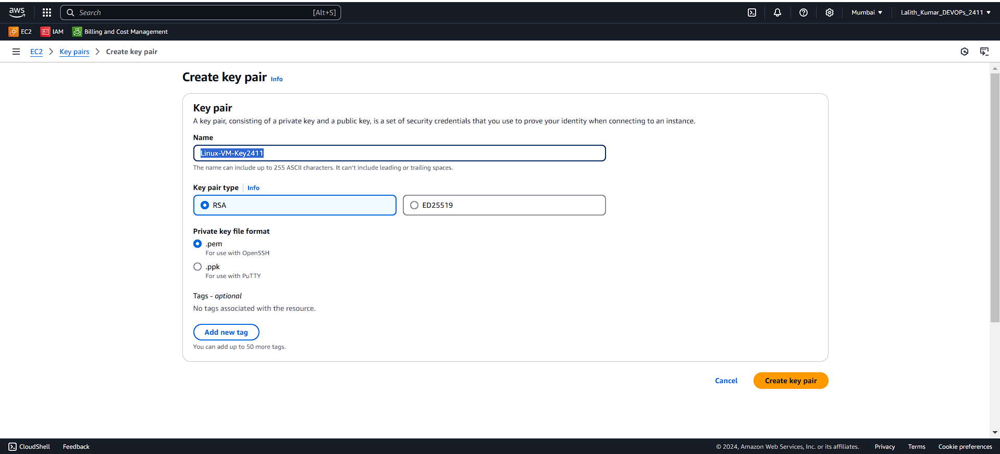 aws
Search [Alt+S]
Mumbai
Lalith_Kumar_DEVOPs_2411
EC2 IAM Billing and Cost Management
EC2 Key pairs Create key pair
Create key pair Info
Key pair
A key pair, consisting of a private key and a public key, is a set of security credentials that you use to prove your identity when connecting to an instance.
Name
Linux-VM-Key2411
The name can include up to 255 ASCII characters. It can't include leading or trailing spaces.
Key pair type Info
RSA ED25519
Private key file format
.pem
For use with OpenSSH
.ppk
For use with PuTTY
Tags - optional
No tags associated with the resource.
Add new tag
You can add up to 50 more tags.
Cancel Create key pair
CloudShell Feedback © 2024, Amazon Web Services, Inc. or its affiliates. Privacy Terms Cookie preferences